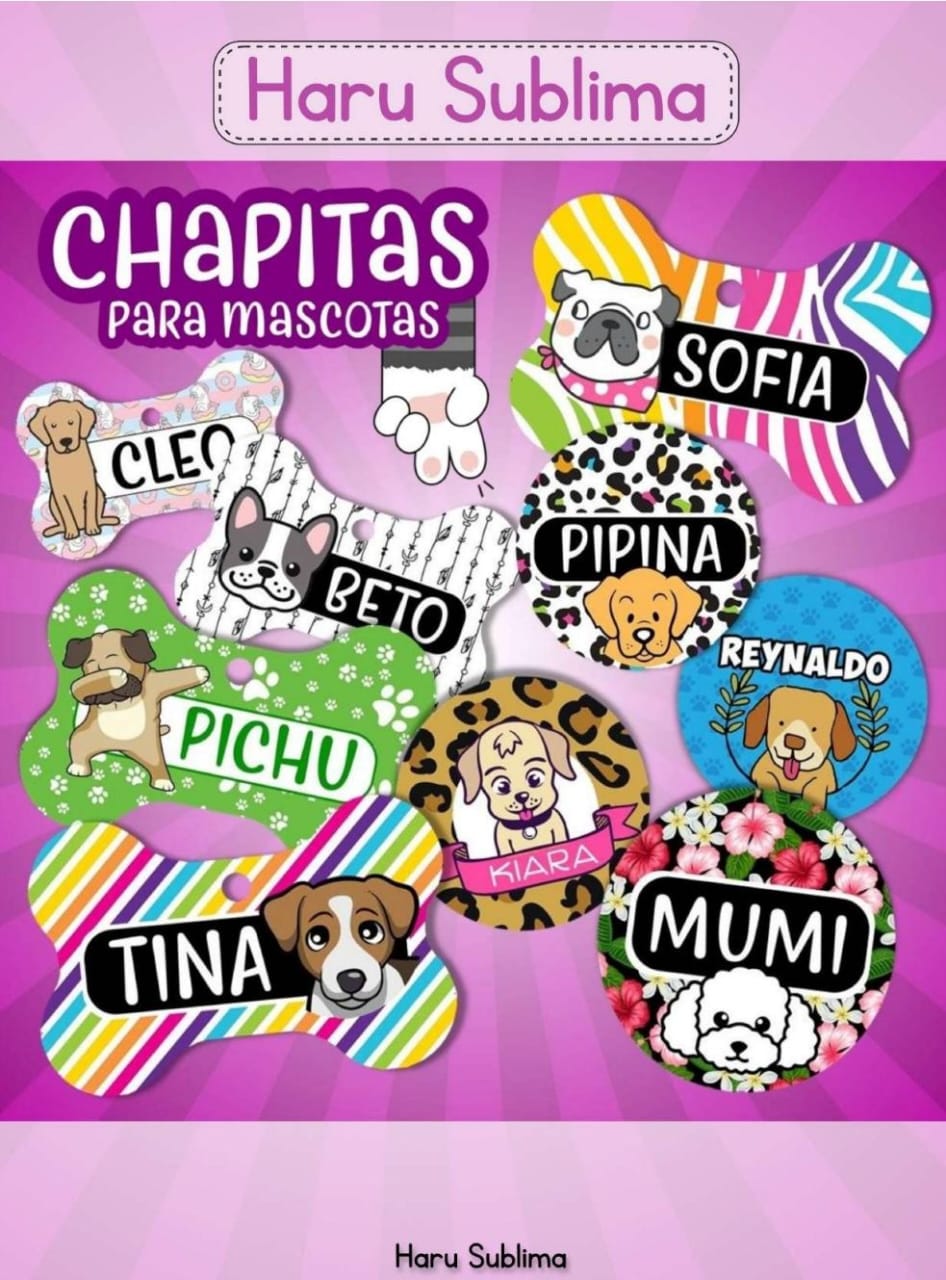 Haru Sublima
CHaPITas
PaRa mascoTas
SOFIA
CLEO
PIPINA
BETO
REYNALDO
PICHU
KIARA
TINA
MUMI
Haru Sublima